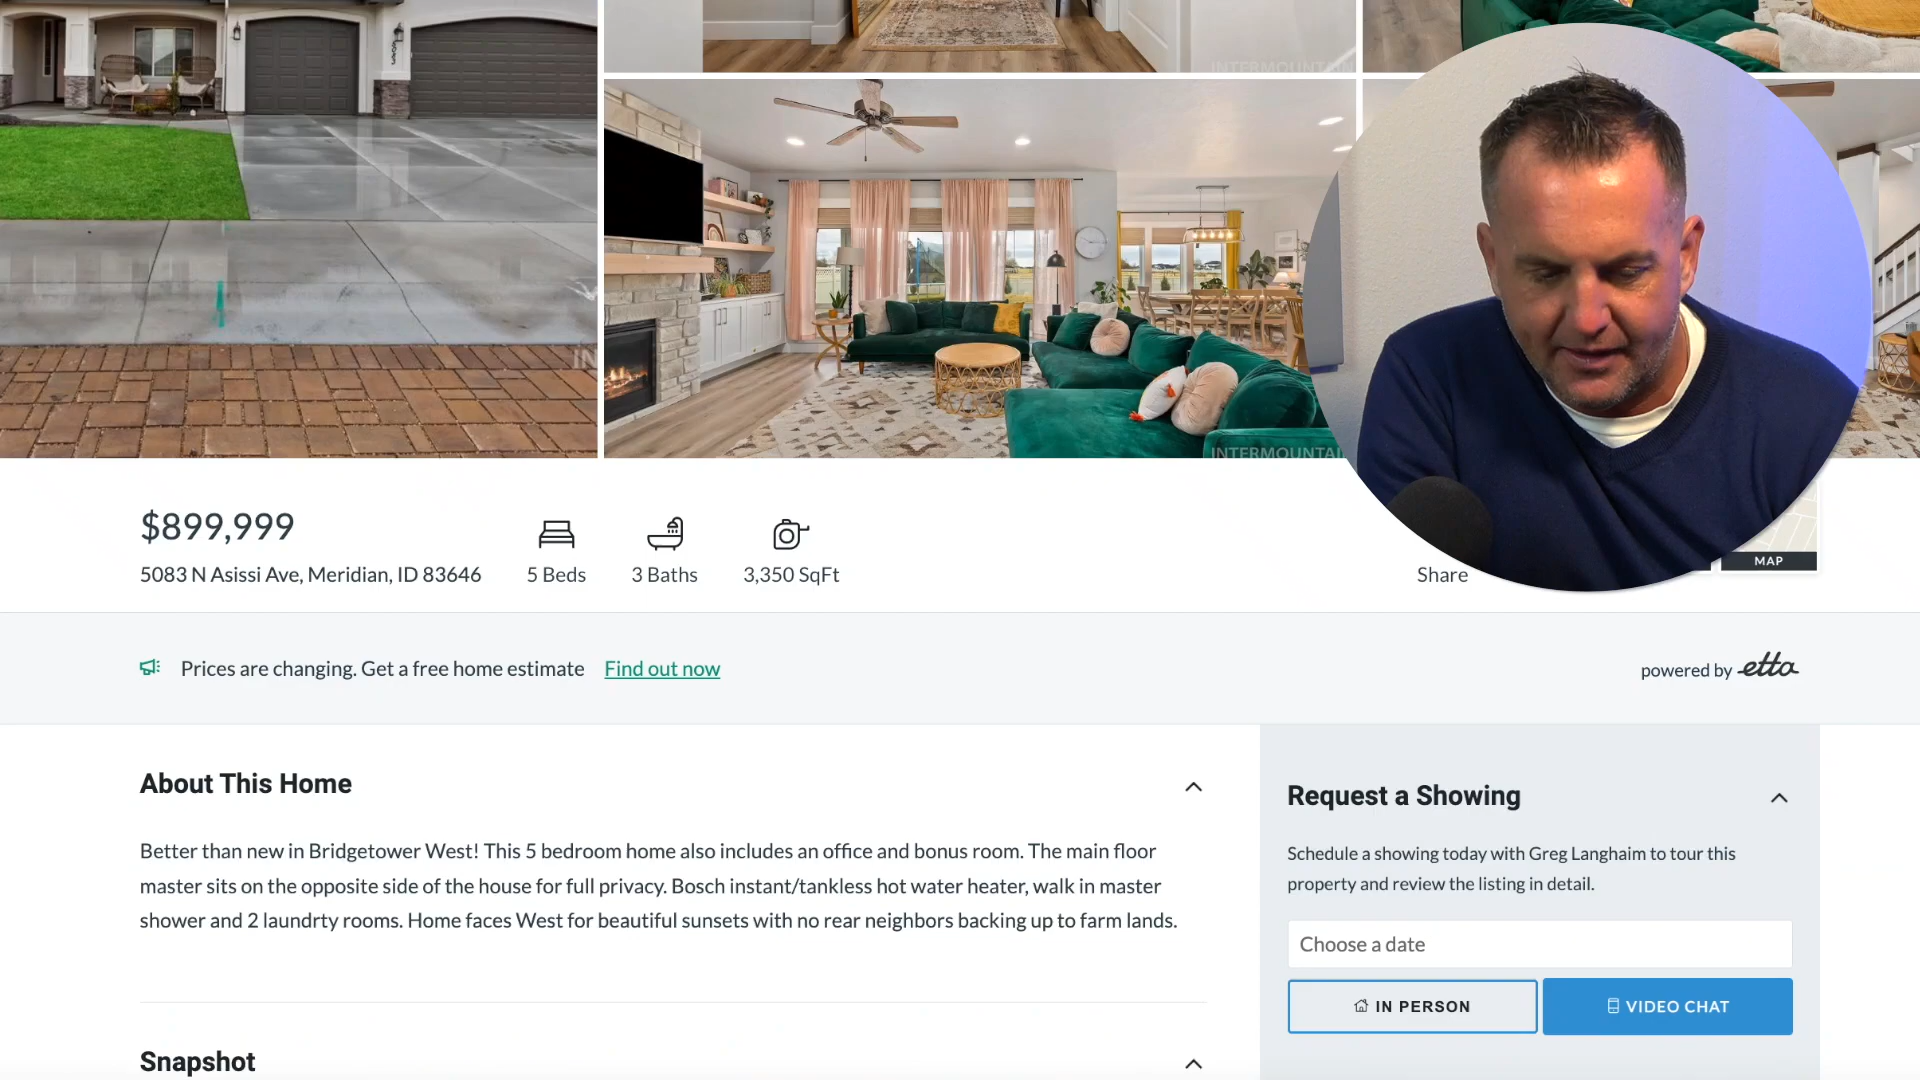 INTERMOUNTAIN
5083
INTERMOUNTAIN
$899,999
5083 N Asissi Ave, Meridian, ID 83646
5 Beds
3 Baths
3,350 SqFt
Share
MAP
Prices are changing. Get a free home estimate Find out now
powered by etta
About This Home
Better than new in Bridgetower West! This 5 bedroom home also includes an office and bonus room. The main floor
master sits on the opposite side of the house for full privacy. Bosch instant/tankless hot water heater, walk in master
shower and 2 laundrty rooms. Home faces West for beautiful sunsets with no rear neighbors backing up to farm lands.
Request a Showing
Schedule a showing today with Greg Langhaim to tour this
property and review the listing in detail.
Choose a date
IN PERSON
VIDEO CHAT
Snapshot